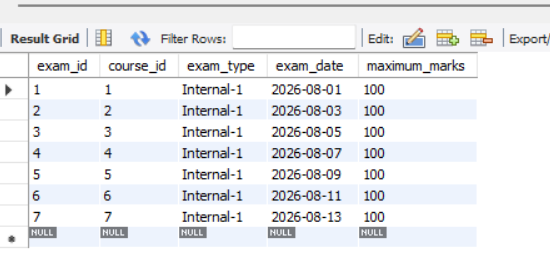 Result Grid Filter Rows: Edit: Export/
exam_id course_id exam_type exam_date maximum_marks
1 1 Internal-1 2026-08-01 100
2 2 Internal-1 2026-08-03 100
3 3 Internal-1 2026-08-05 100
4 4 Internal-1 2026-08-07 100
5 5 Internal-1 2026-08-09 100
6 6 Internal-1 2026-08-11 100
7 7 Internal-1 2026-08-13 100
NULL NULL NULL NULL NULL